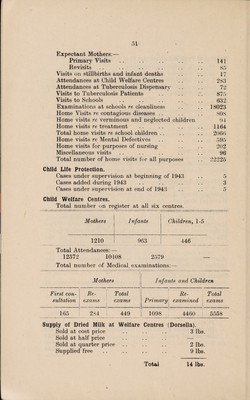 51
Expectant Mothers:—
Primary Visits .. .. .. .. 141
Revisits .. .. .. .. 85
Visits on stillbirths and infant deaths .. .. 17
Attendances at Child Welfare Centres .. .. 283
Attendances at Tuberculosis Dispensary .. .. 72
Visits to Tuberculosis Patients .. .. 875
Visits to Schools .. .. .. .. 632
Examinations at schools re cleanliness .. .. 18023
Home Visits re contagious diseases .. .. ..
Home visits re verminous and neglected children
Home visits re treatment .. .. .. 1164
Total home visits re school children .. .. ..
Home visits re Mental Defectives .. .. ..
Home visits for purposes of nursing .. .. 202
Miscellaneous visits .. .. .. .. 96
Total number of home visits for all purposes .. 22225
Child Life Protection.
Cases under supervision at beginning of 1943 .. 5
Cases added during 1943 .. .. .. 3
Cases under supervision at end of 1943 .. .. 5
Child Welfare Centres.
Total number on register at all six centres.
Mothers Infants Children, 1-5
1210 963 446
Total Attendances:—
12572 10108 2570 —
Total number of Medical examinations:—
Mothers Infants and Children
First consultation Re-exams Total exams Primary Re-examined Total exams
165 284 449 1098 4460 5558
Supply of Dried Milk at Welfare Centres (Dorsella).
Sold at cost price .. .. .. 3 lbs.
Sold at half price .. .. .. —
Sold at quarter price .. .. .. 2 lbs.
Supplied free .. .. .. .. 9 lbs.
Total 14 lbs.